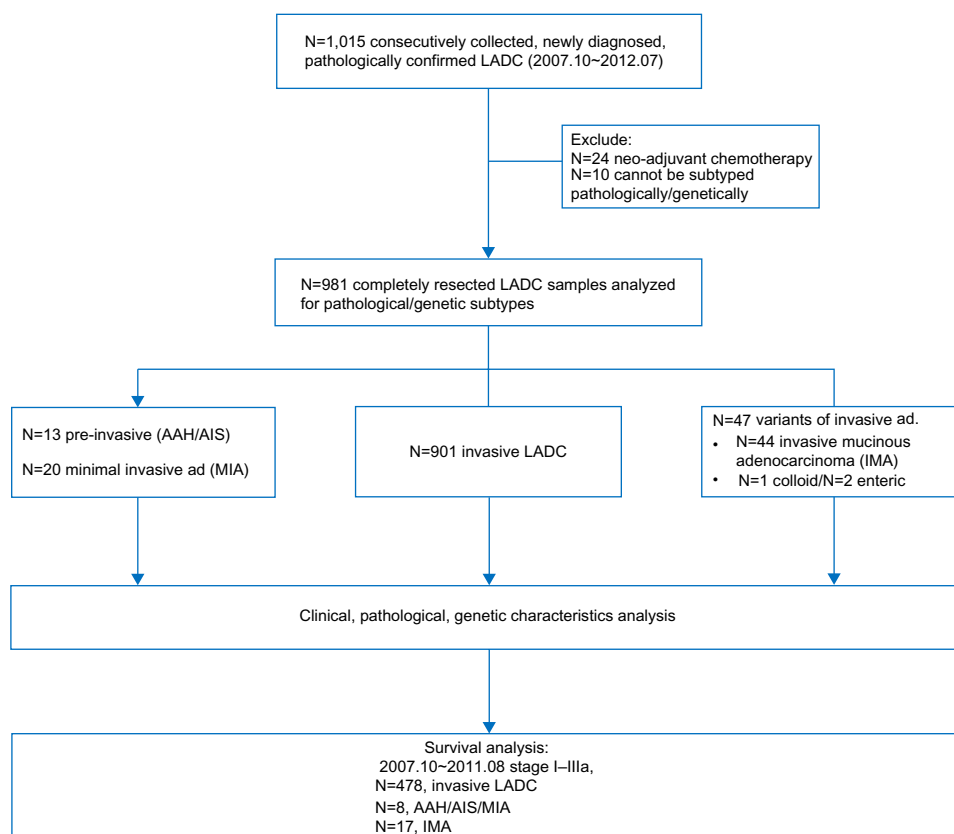 N=1,015 consecutively collected, newly diagnosed,
pathologically confirmed LADC (2007.10~2012.07)
Exclude:
N=24 neo-adjuvant chemotherapy
N=10 cannot be subtyped
pathologically/genetically
N=981 completely resected LADC samples analyzed
for pathological/genetic subtypes
N=13 pre-invasive (AAH/AIS)
N=20 minimal invasive ad (MIA)
N=901 invasive LADC
N=47 variants of invasive ad.
• N=44 invasive mucinous
adenocarcinoma (IMA)
• N=1 colloid/N=2 enteric
Clinical, pathological, genetic characteristics analysis
Survival analysis:
2007.10~2011.08 stage I–IIIa,
N=478, invasive LADC
N=8, AAH/AIS/MIA
N=17, IMA